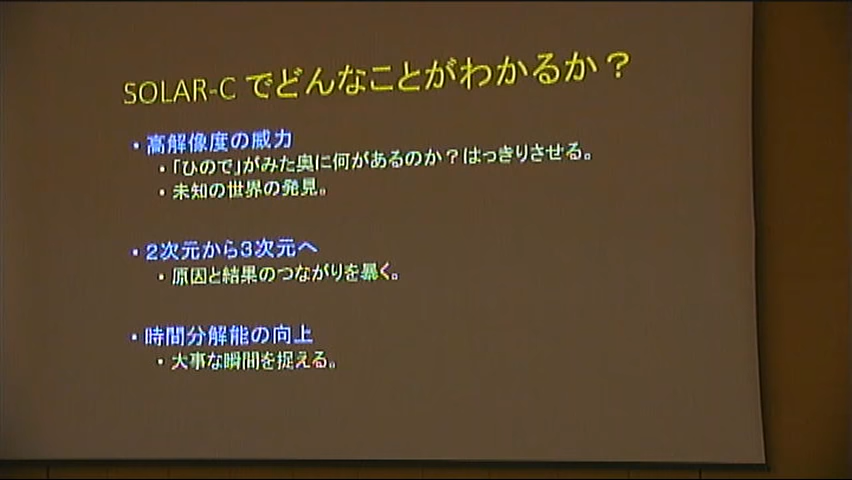 SOLAR-C でどんなことがわかるか？
・高解像度の威力
・「ひので」がみた奥に何があるのか？はっきりさせる。
・未知の世界の発見。
・2次元から3次元へ
・原因と結果のつながりを暴く。
・時間分解能の向上
・大事な瞬間を捉える。